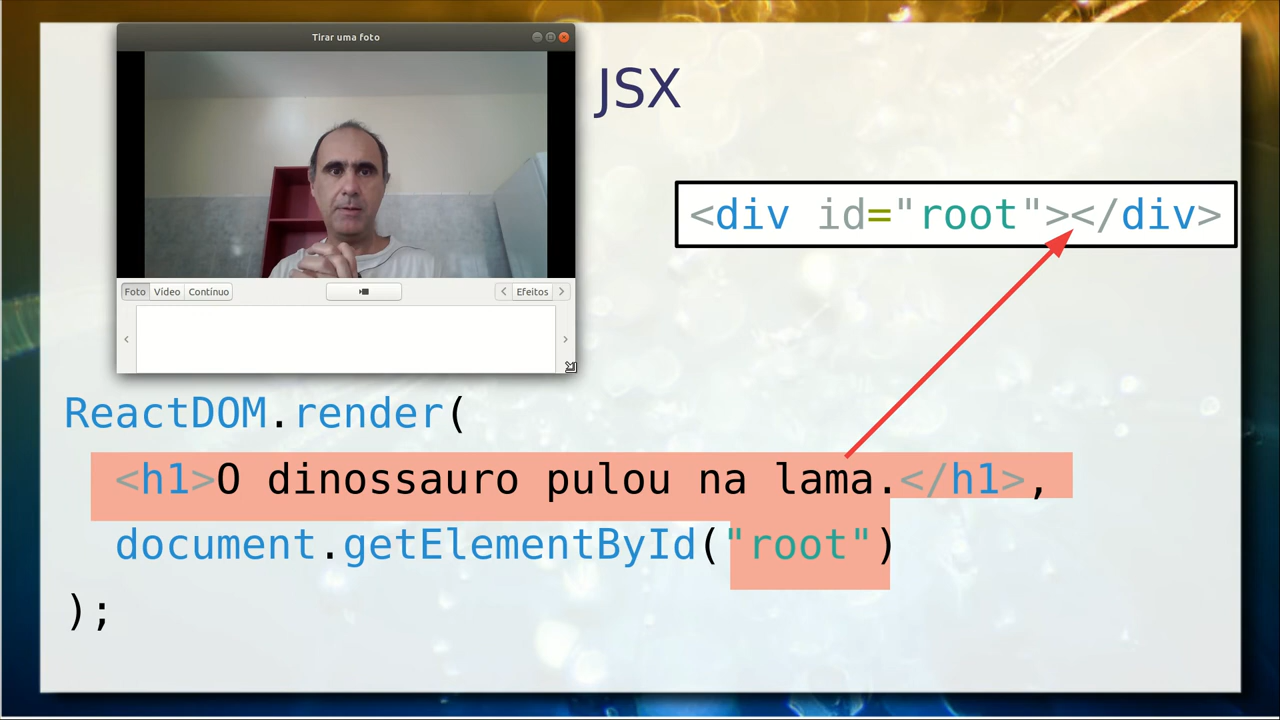 Tirar uma foto
JSX
<div id="root"></div>
Foto Vídeo Contínuo
Efeitos
ReactDOM.render(
<h1>O dinossauro pulou na lama.</h1>,
document.getElementById("root")
);